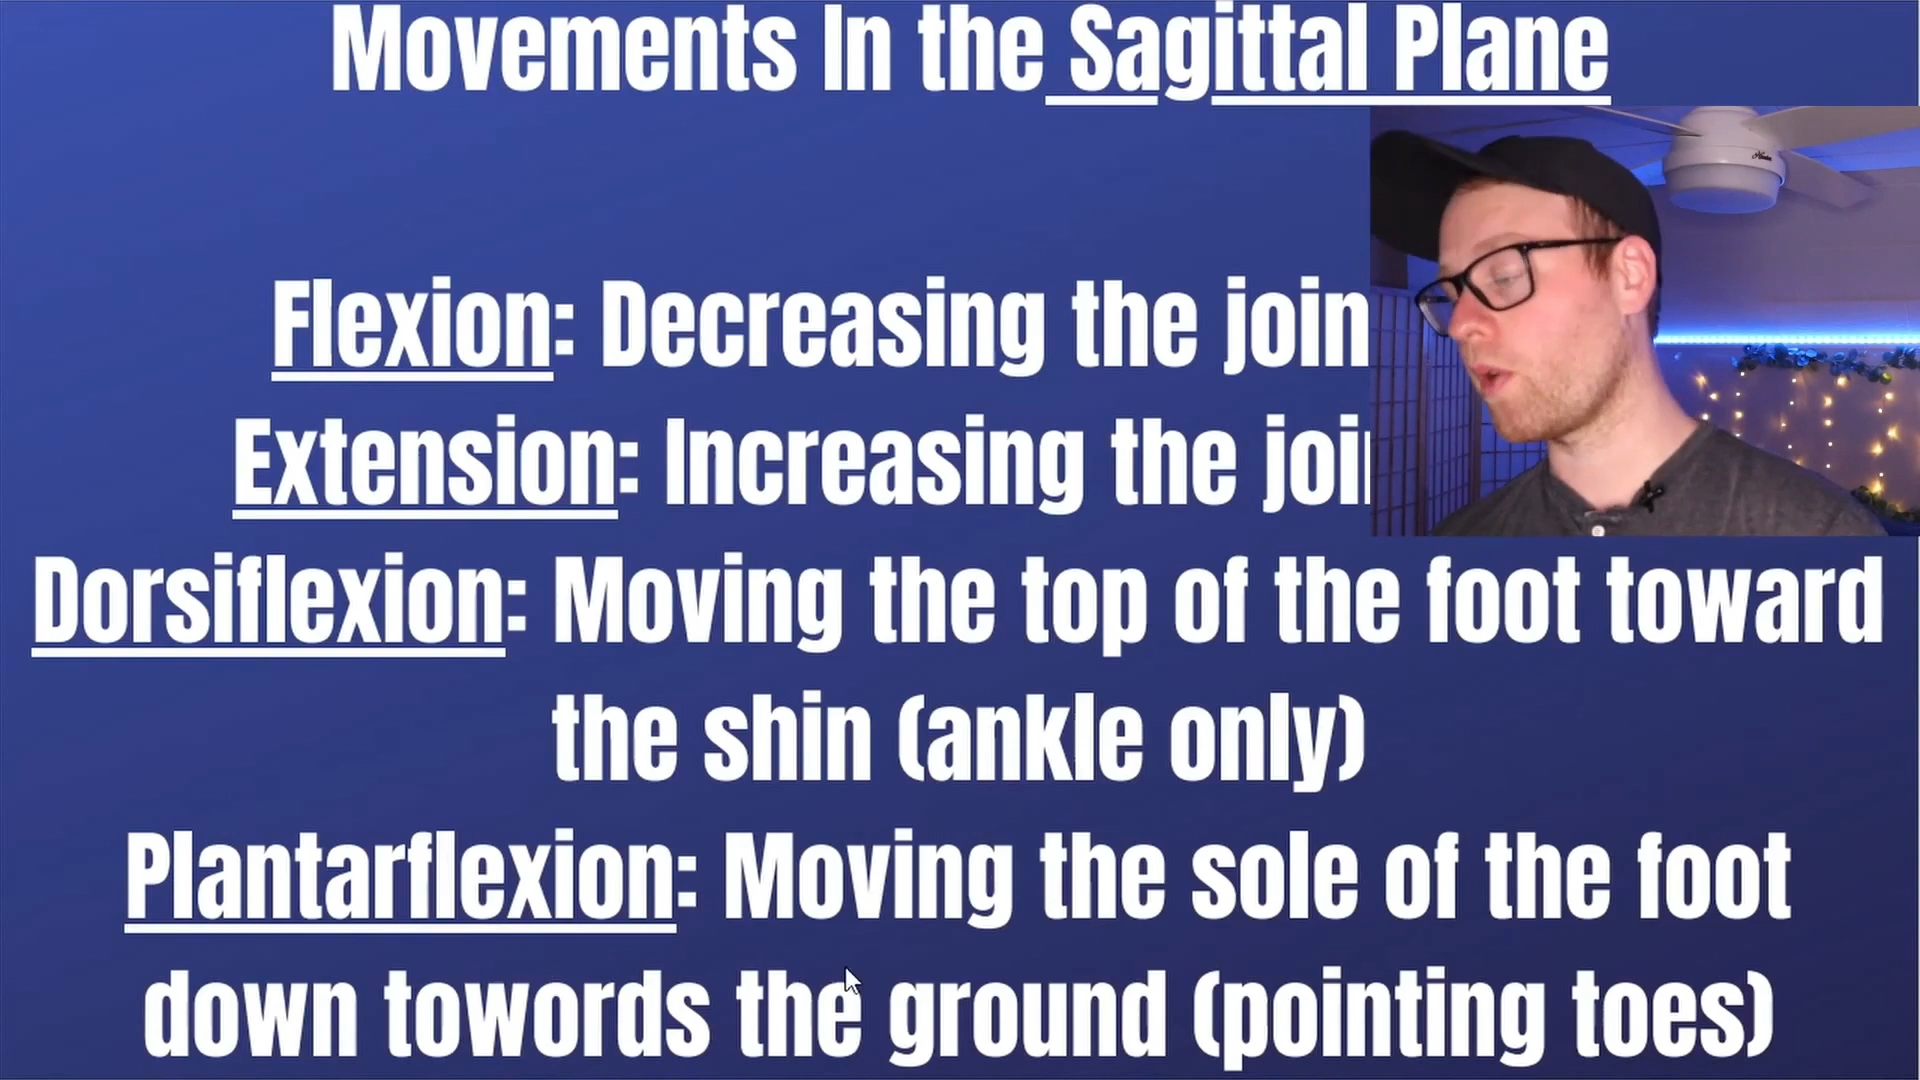 Movements In the Sagittal Plane
Flexion: Decreasing the join
Extension: Increasing the
Dorsiflexion: Moving the top of the foot toward
the shin (ankle only)
Plantarflexion: Moving the sole of the foot
down towords the ground (pointing toes)